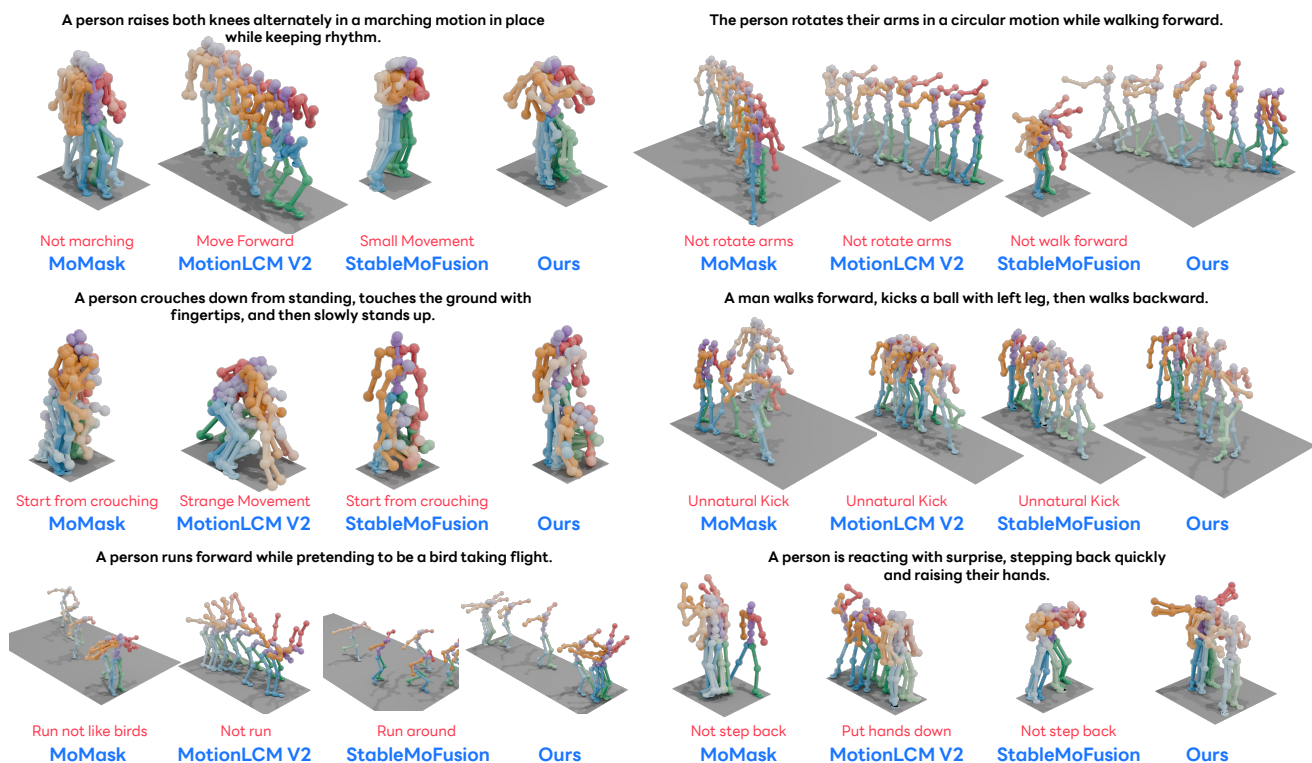 A person raises both knees alternately in a marching motion in place
while keeping rhythm.
Not marching
Move Forward
Small Movement
MoMask
MotionLCM V2
StableMoFusion
Ours
The person rotates their arms in a circular motion while walking forward.
Not rotate arms
Not rotate arms
Not walk forward
MoMask
MotionLCM V2
StableMoFusion
Ours
A person crouches down from standing, touches the ground with
fingertips, and then slowly stands up.
Start from crouching
Strange Movement
Start from crouching
MoMask
MotionLCM V2
StableMoFusion
Ours
A man walks forward, kicks a ball with left leg, then walks backward.
Unnatural Kick
Unnatural Kick
Unnatural Kick
MoMask
MotionLCM V2
StableMoFusion
Ours
A person runs forward while pretending to be a bird taking flight.
Run not like birds
Not run
Run around
MoMask
MotionLCM V2
StableMoFusion
Ours
A person is reacting with surprise, stepping back quickly
and raising their hands.
Not step back
Put hands down
Not step back
MoMask
MotionLCM V2
StableMoFusion
Ours